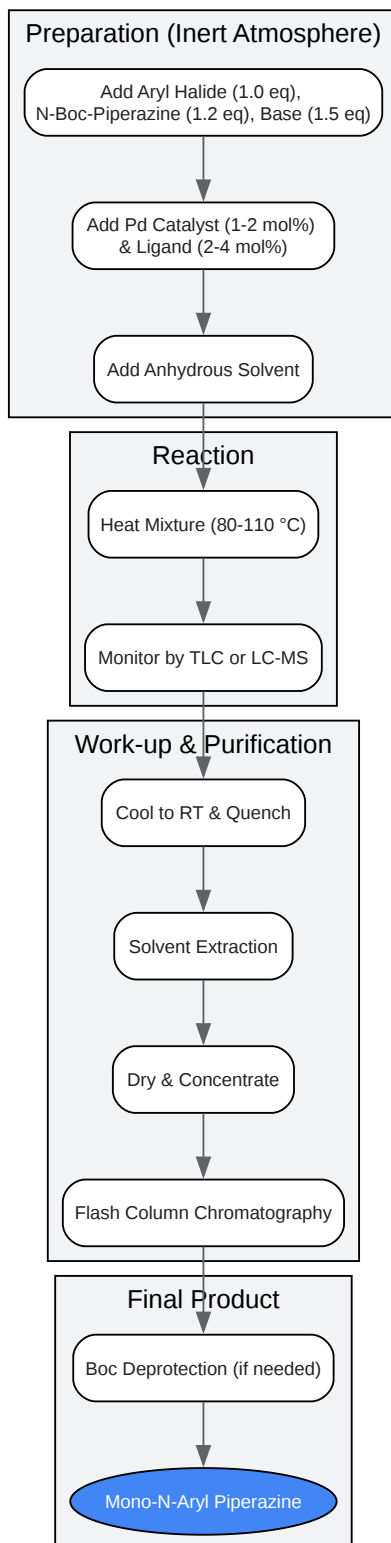 Preparation (Inert Atmosphere)
Add Aryl Halide (1.0 eq),
N-Boc-Piperazine (1.2 eq), Base (1.5 eq)
Add Pd Catalyst (1-2 mol%)
& Ligand (2-4 mol%)
Add Anhydrous Solvent
Reaction
Heat Mixture (80-110 °C)
Monitor by TLC or LC-MS
Work-up & Purification
Cool to RT & Quench
Solvent Extraction
Dry & Concentrate
Flash Column Chromatography
Final Product
Boc Deprotection (if needed)
Mono-N-Aryl Piperazine